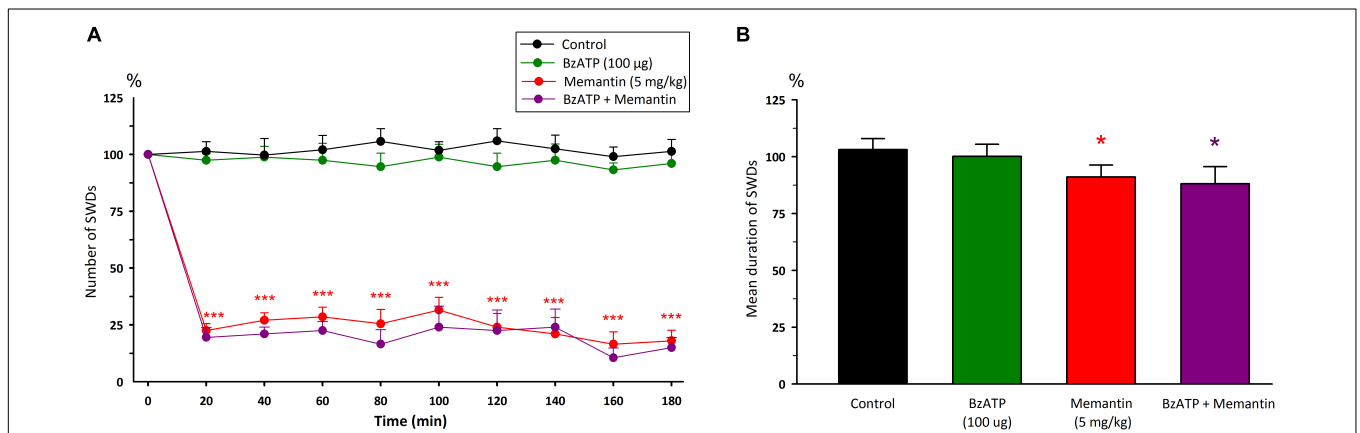 A
Control
BzATP (100 µg)
Memantin (5 mg/kg)
BzATP + Memantin
%
Number of SWDs
125
100
75
50
25
0
***
***
***
***
***
***
***
***
***
0 20 40 60 80 100 120 140 160 180
Time (min)
B
%
Mean duration of SWDs
125
100
75
50
25
0
*
*
Control
BzATP
(100 ug)
Memantin
(5 mg/kg)
BzATP + Memantin